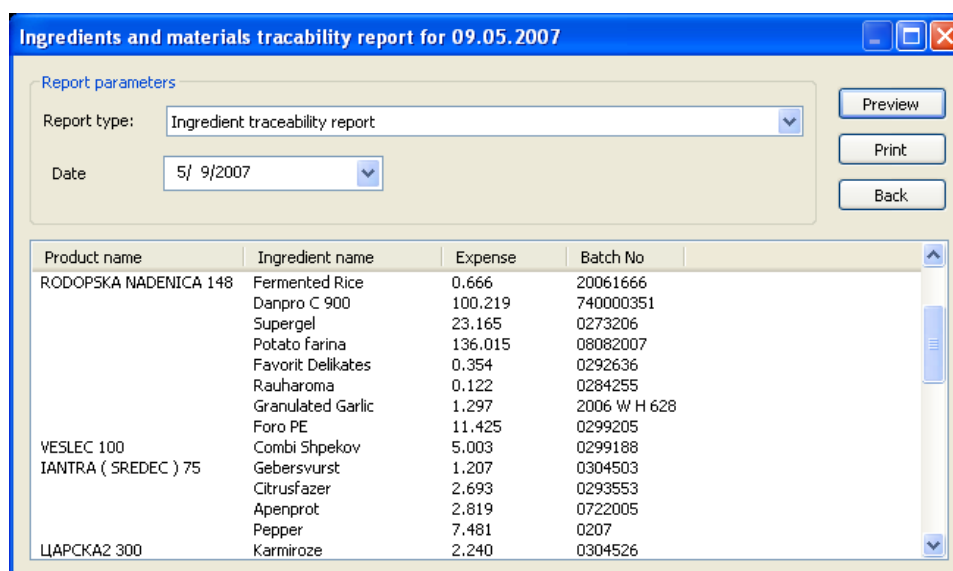 Ingredients and materials tracability report for 09.05.2007
Report parameters
Report type: Ingredient traceability report
Date 5/ 9/2007
Preview
Print
Back
Product name Ingredient name Expense Batch No
RODOPSKA NADENICA 148 Fermented Rice 0.666 20061666
Danpro C 900 100.219 740000351
Supergel 23.165 0273206
Potato farina 136.015 08082007
Favorit Delikates 0.354 0292636
Rauharoma 0.122 0284255
Granulated Garlic 1.297 2006 W H 628
Foro PE 11.425 0299205
VESLEC 100 Combi Shpekov 5.003 0299188
IANTRA ( SREDEC ) 75 Gebersvurst 1.207 0304503
Citrusfazer 2.693 0293553
Apenprot 2.819 0722005
Pepper 7.481 0207
ЦАРСКА2 300 Karmiroze 2.240 0304526